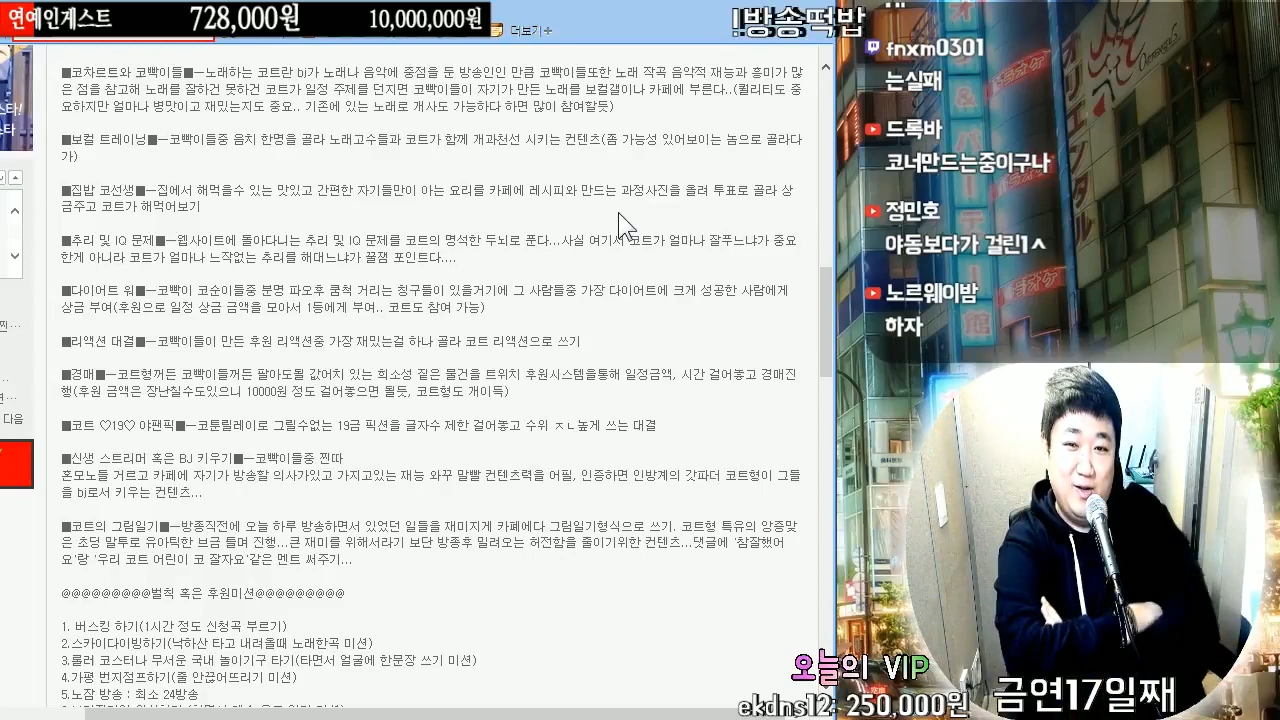 연예인게스트 728,000원 10,000,000원
더보기
!방송떡밥
■코차르트와 코빡이들■―노래하는 코트란 bj가 노래나 음악에 중점을 둔 방송인인 만큼 코빡이들또한 노래 작곡 음악적 재능과 흥미가 많
은 점을 참고해 노래를 잘하든 못하건 코트가 특정 주제를 던지면 코빡이들이 자기가 만든 노래를 보컬갤이나 카페에 부른다..(퀄리티도 중
요하지만 얼마나 병맛이고 재밌는지도 중요.. 기존에 있는 노래로 개사도 가능하다 하면 많이 참여할듯)
■보컬 트레이닝■―코빡이들중 음치 한명을 골라 노래고수들과 코트가 함께 개과천선 시키는 컨텐츠(좀 가능성 있어보이는 놈으로 골라다
가)
■집밥 코선생■―집에서 해먹을수 있는 맛있고 간편한 자기들만이 아는 요리를 카페에 레시피와 만드는 과정사진을 올려 투표로 골라 상
금주고 코트가 해먹어보기
■추리 및 IQ 문제■―웹사이트에 돌아다니는 추리 및 IQ 문제를 코트의 명석한 두뇌로 푼다...사실 여기서 코트가 얼마나 잘푸느냐가 중요
한게 아니라 코트가 얼마나 족작없는 추리를 해대느냐가 꿀잼 포인트다....
■다이어트 워■―코빡이 코순이들중 분명 파오후 쿰척 거리는 친구들이 있을거기에 그 사람들중 가장 다이어트에 크게 성공한 사람에게
상금 부여(후원으로 일정 상금 금액을 모아서 1등에게 부여.. 코트도 참여 가능)
■리액션 대결■―코빡이들이 만든 후원 리액션중 가장 재밌는걸 하나 골라 코트 리액션으로 쓰기
■경매■―코트형꺼든 코빡이들꺼든 팔아도될 값어치 있는 희소성 짙은 물건을 트위치 후원시스템을통해 일정금액, 시간 걸어놓고 경매진
행(후원 금액은 장난칠수도있으니 10000원 정도 걸어놓으면 될듯, 코트형도 개이득)
■코트 ♡19♡ 야팬픽■―코툰릴레이로 그릴수없는 19금 픽션을 글자수 제한 걸어놓고 수위 ㅈㄴ높게 쓰는 대결
■신생 스트리머 혹은 BJ 키우기■―코빡이들중 찐따
혼모노들 거르고 카페에 자기가 방송할 의사가있고 가지고있는 재능 와꾸 말빨 컨텐츠력을 어필, 인증하면 인방계의 갓파더 코트형이 그들
을 bj로서 키우는 컨텐츠...
■코트의 그림일기■―방종직전에 오늘 하루 방송하면서 있었던 일들을 재미지게 카페에다 그림일기형식으로 쓰기, 코트형 특유의 앙증맞
은 초딩 말투로 유아틱한 브금 틀며 진행...큰 재미를 위해서라기 보단 방송후 밀려오는 허전함을 줄이기위한 컨텐츠...댓글에 '참잘했어
요'랑 '우리 코트 어린이 코 잘자요'같은 멘트 써주기...
@@@@@@@@@벌칙 혹은 후원미션@@@@@@@@@
1. 버스킹 하기(1시간 정도 신청곡 부르기)
2.스카이다이빙하기(낙하산 타고 내려올때 노래한곡 미션)
3.롤러 코스터나 무서운 국내 놀이기구 타기(타면서 얼굴에 한문장 쓰기 미션)
4.가평 번지점프하기(폰 안끊어뜨리기 미션)
5.노잠 방송 : 최소 24방송
다음
fnxm0301
는실패
드록바
코너만드는중이구나
정민호
야동보다가 걸린1ㅅ
노르웨이밤
하자
오늘의 VIP
ekdns12: 250,000원
금연17일째